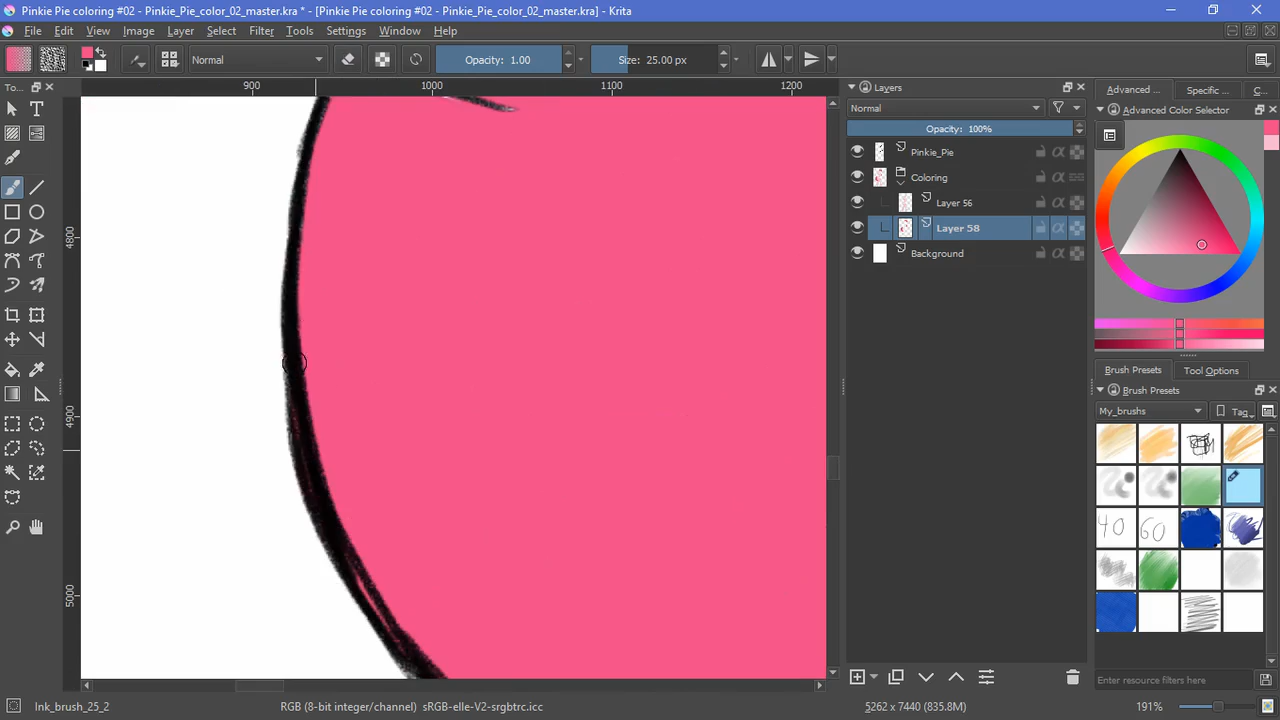 Pinkie Pie coloring #02 - Pinkie_Pie_color_02_master.kra * - [Pinkie Pie coloring #02 - Pinkie_Pie_color_02_master.kra] - Krita
File Edit View Image Layer Select Filter Tools Settings Window Help
Normal Opacity: 1.00 Size: 25.00 px
To...
900 1000 1100 1200
4800
4900
5000
Layers
Normal
Opacity: 100%
Pinkie_Pie
Coloring
Layer 56
Layer 58
Background
Advanced ... Specific ... C...
Advanced Color Selector
Brush Presets Tool Options
Brush Presets
My_brushes Tag
40 60
Enter resource filters here
Ink_brush_25_2 RGB (8-bit integer/channel) sRGB-elle-V2-srgbtrc.icc 5262 x 7440 (835.8M) 191%